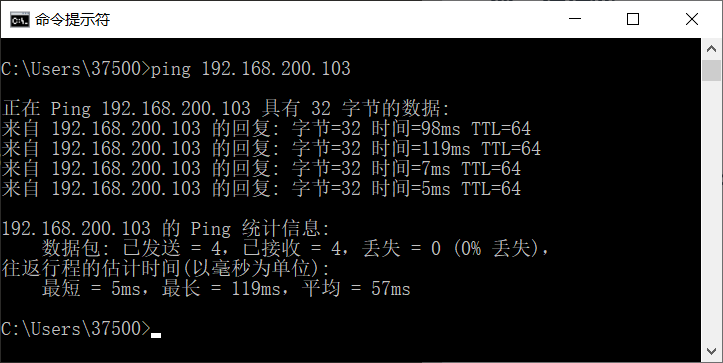 命令提示符
C:\Users\37500>ping 192.168.200.103
正在 Ping 192.168.200.103 具有 32 字节的数据:
来自 192.168.200.103 的回复: 字节=32 时间=98ms TTL=64
来自 192.168.200.103 的回复: 字节=32 时间=119ms TTL=64
来自 192.168.200.103 的回复: 字节=32 时间=7ms TTL=64
来自 192.168.200.103 的回复: 字节=32 时间=5ms TTL=64
192.168.200.103 的 Ping 统计信息:
数据包: 已发送 = 4，已接收 = 4，丢失 = 0 (0% 丢失)，
往返行程的估计时间(以毫秒为单位):
最短 = 5ms，最长 = 119ms，平均 = 57ms
C:\Users\37500>